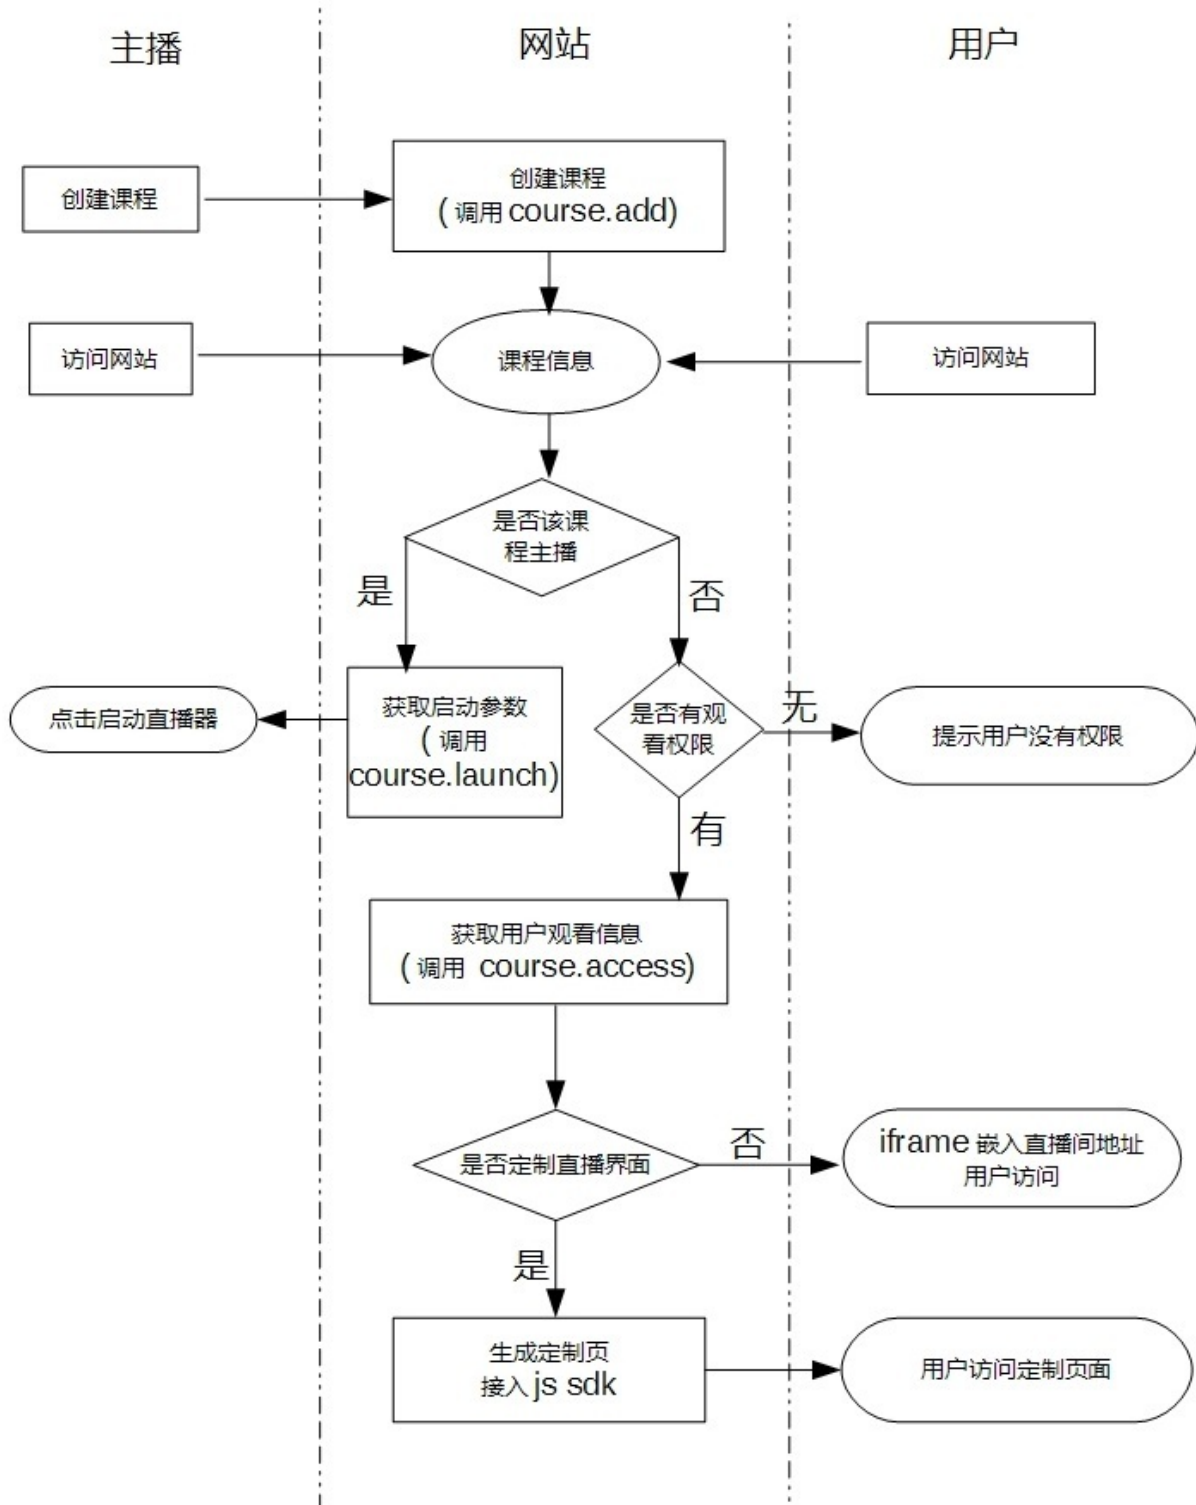 主播
网站
用户
创建课程
创建课程
( 调用 course.add)
访问网站
课程信息
访问网站
是否该课
程主播
是
否
点击启动直播器
获取启动参数
( 调用
course.launch)
是否有观
看权限
无
提示用户没有权限
有
获取用户观看信息
( 调用 course.access)
是否定制直播界面
否
iframe 嵌入直播间地址
用户访问
是
生成定制页
接入 js sdk
用户访问定制页面